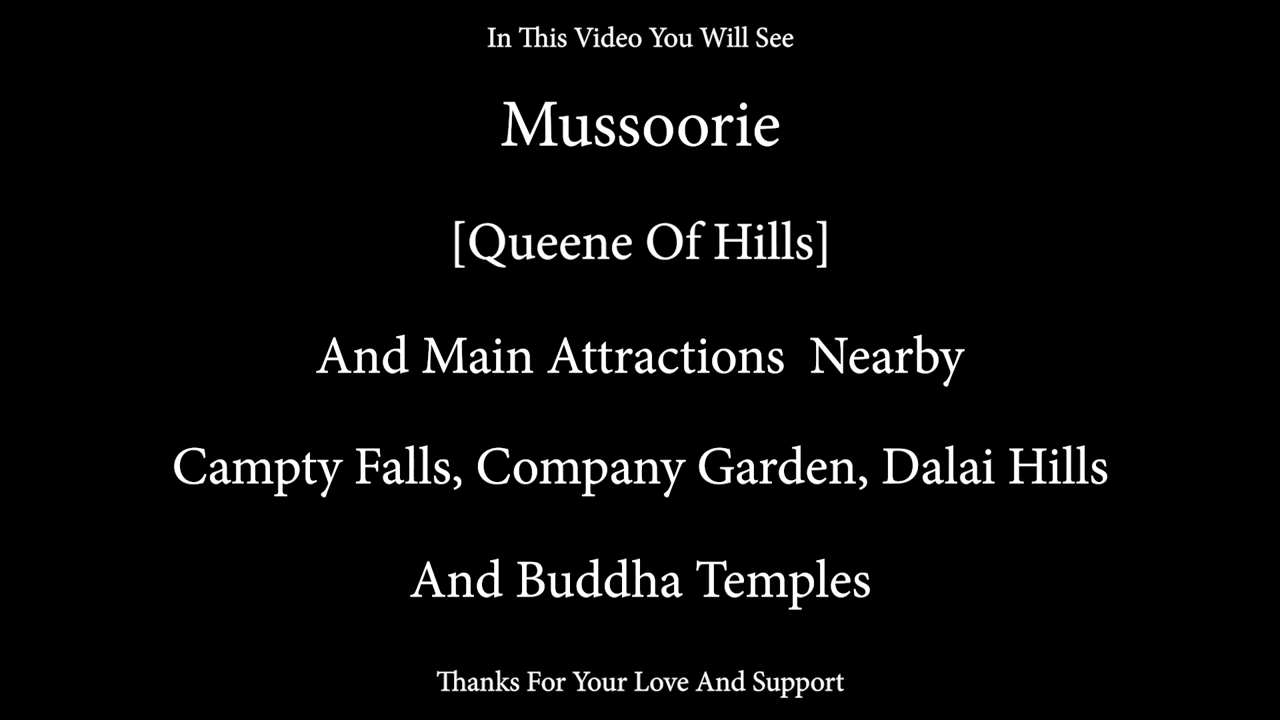 In This Video You Will See
Mussoorie
[Queene Of Hills]
And Main Attractions  Nearby
Campty Falls, Company Garden, Dalai Hills
And Buddha Temples
Thanks For Your Love And Support